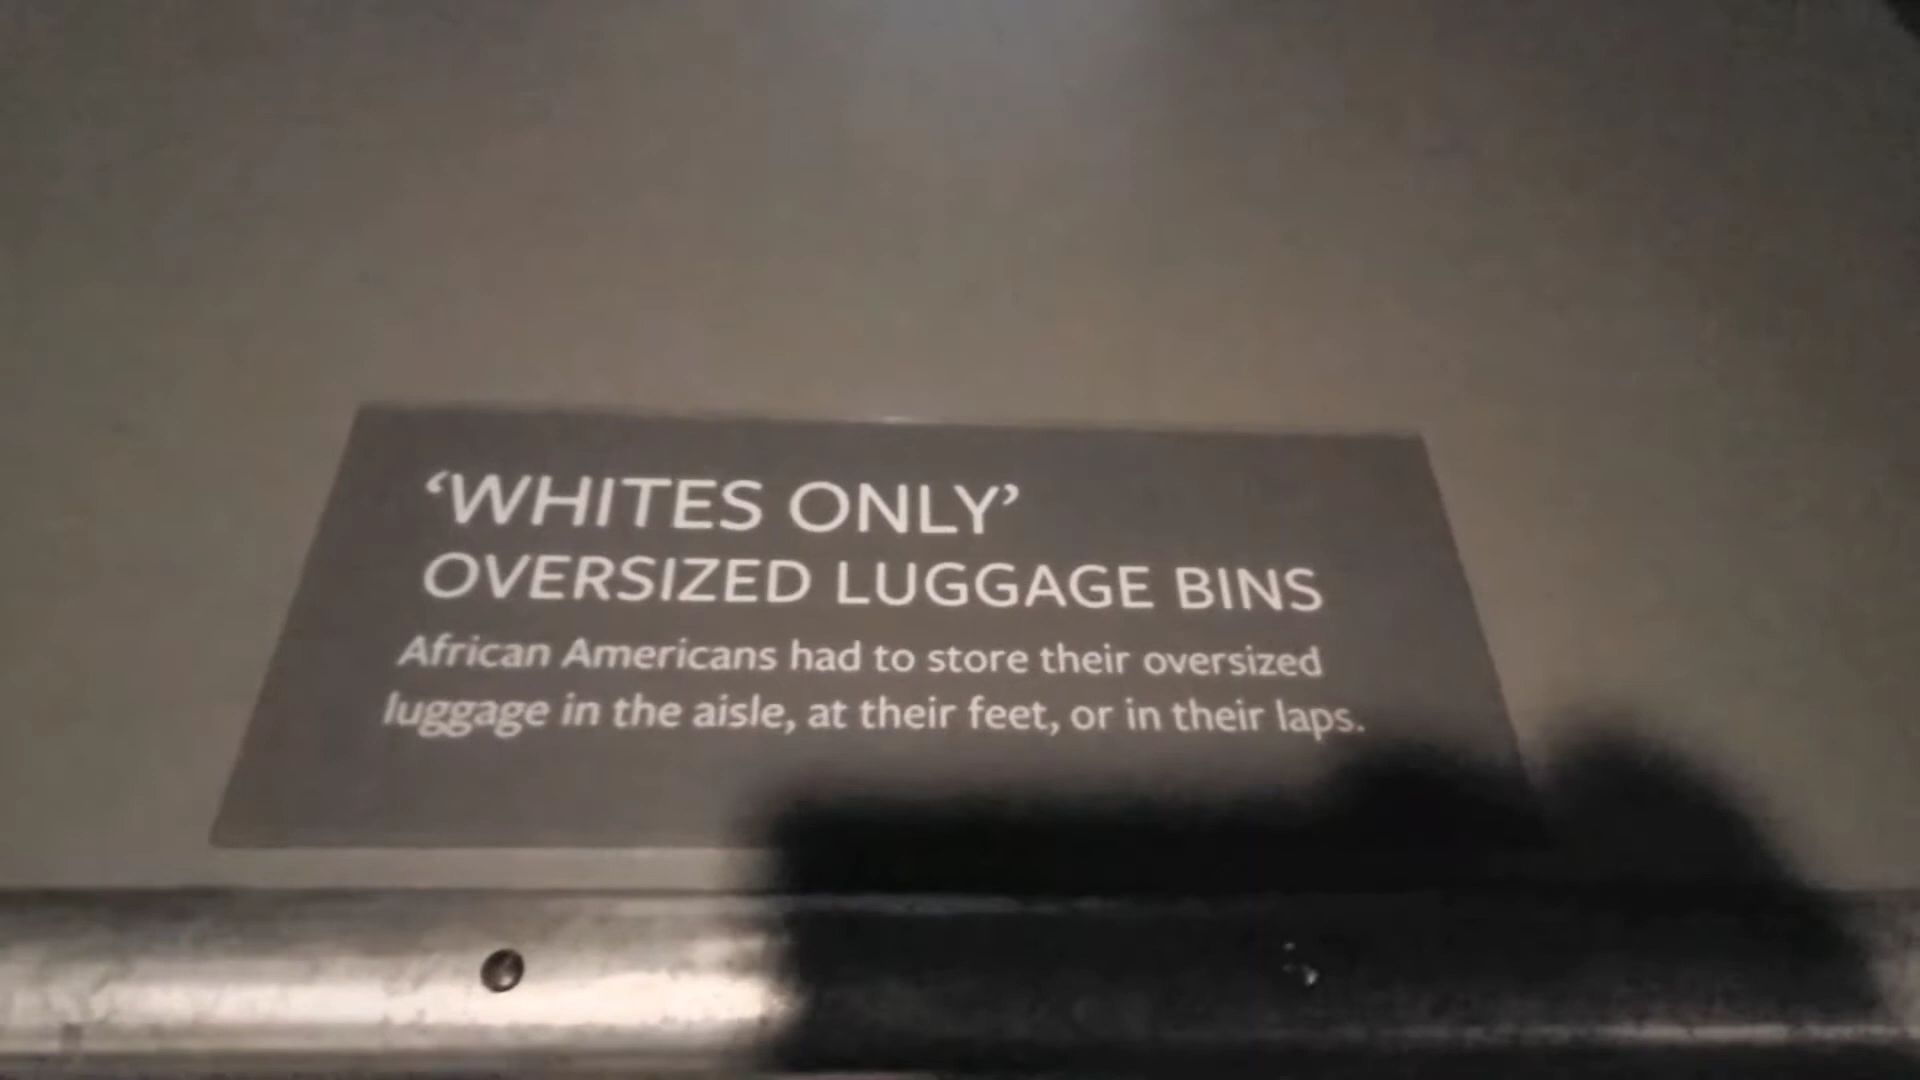 ‘WHITES ONLY’
OVERSIZED LUGGAGE BINS
African Americans had to store their oversized
luggage in the aisle, at their feet, or in their laps.